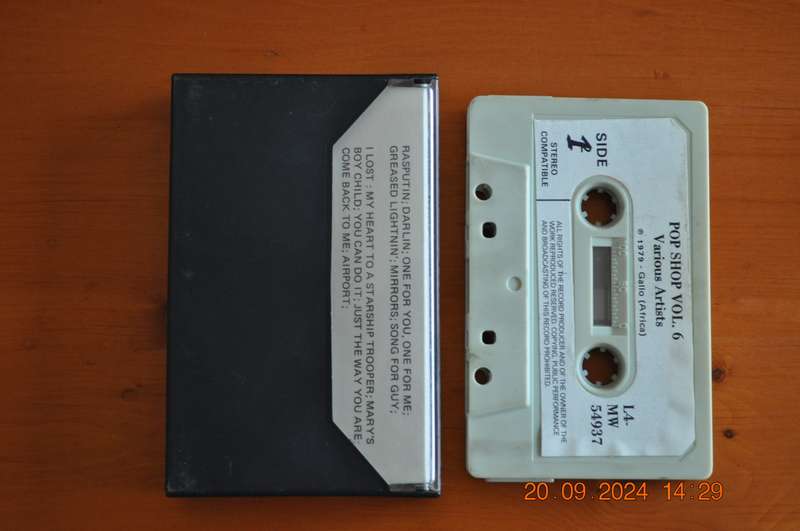 RASPUTIN; DARLIN; ONE FOR YOU, ONE FOR ME;
GREASED LIGHTNIN'; MIRRORS; SONG FOR GUY;
I LOST : MY HEART TO A STARSHIP TROOPER; MARY'S
BOY CHILD; YOU CAN DO IT; JUST THE WAY YOU ARE
COME BACK TO ME; AIRPORT;
POP SHOP VOL. 6
Various Artists
℗ 1979 - Gallo (Africa)
SIDE
1
STEREO
COMPATIBLE
L4-
MW
54937
ALL RIGHTS OF THE RECORD PRODUCER AND OF THE OWNER OF THE
WORK REPRODUCED RESERVED. COPYING, PUBLIC PERFORMANCE
AND BROADCASTING OF THIS RECORD PROHIBITED.
20.09.2024 14:29